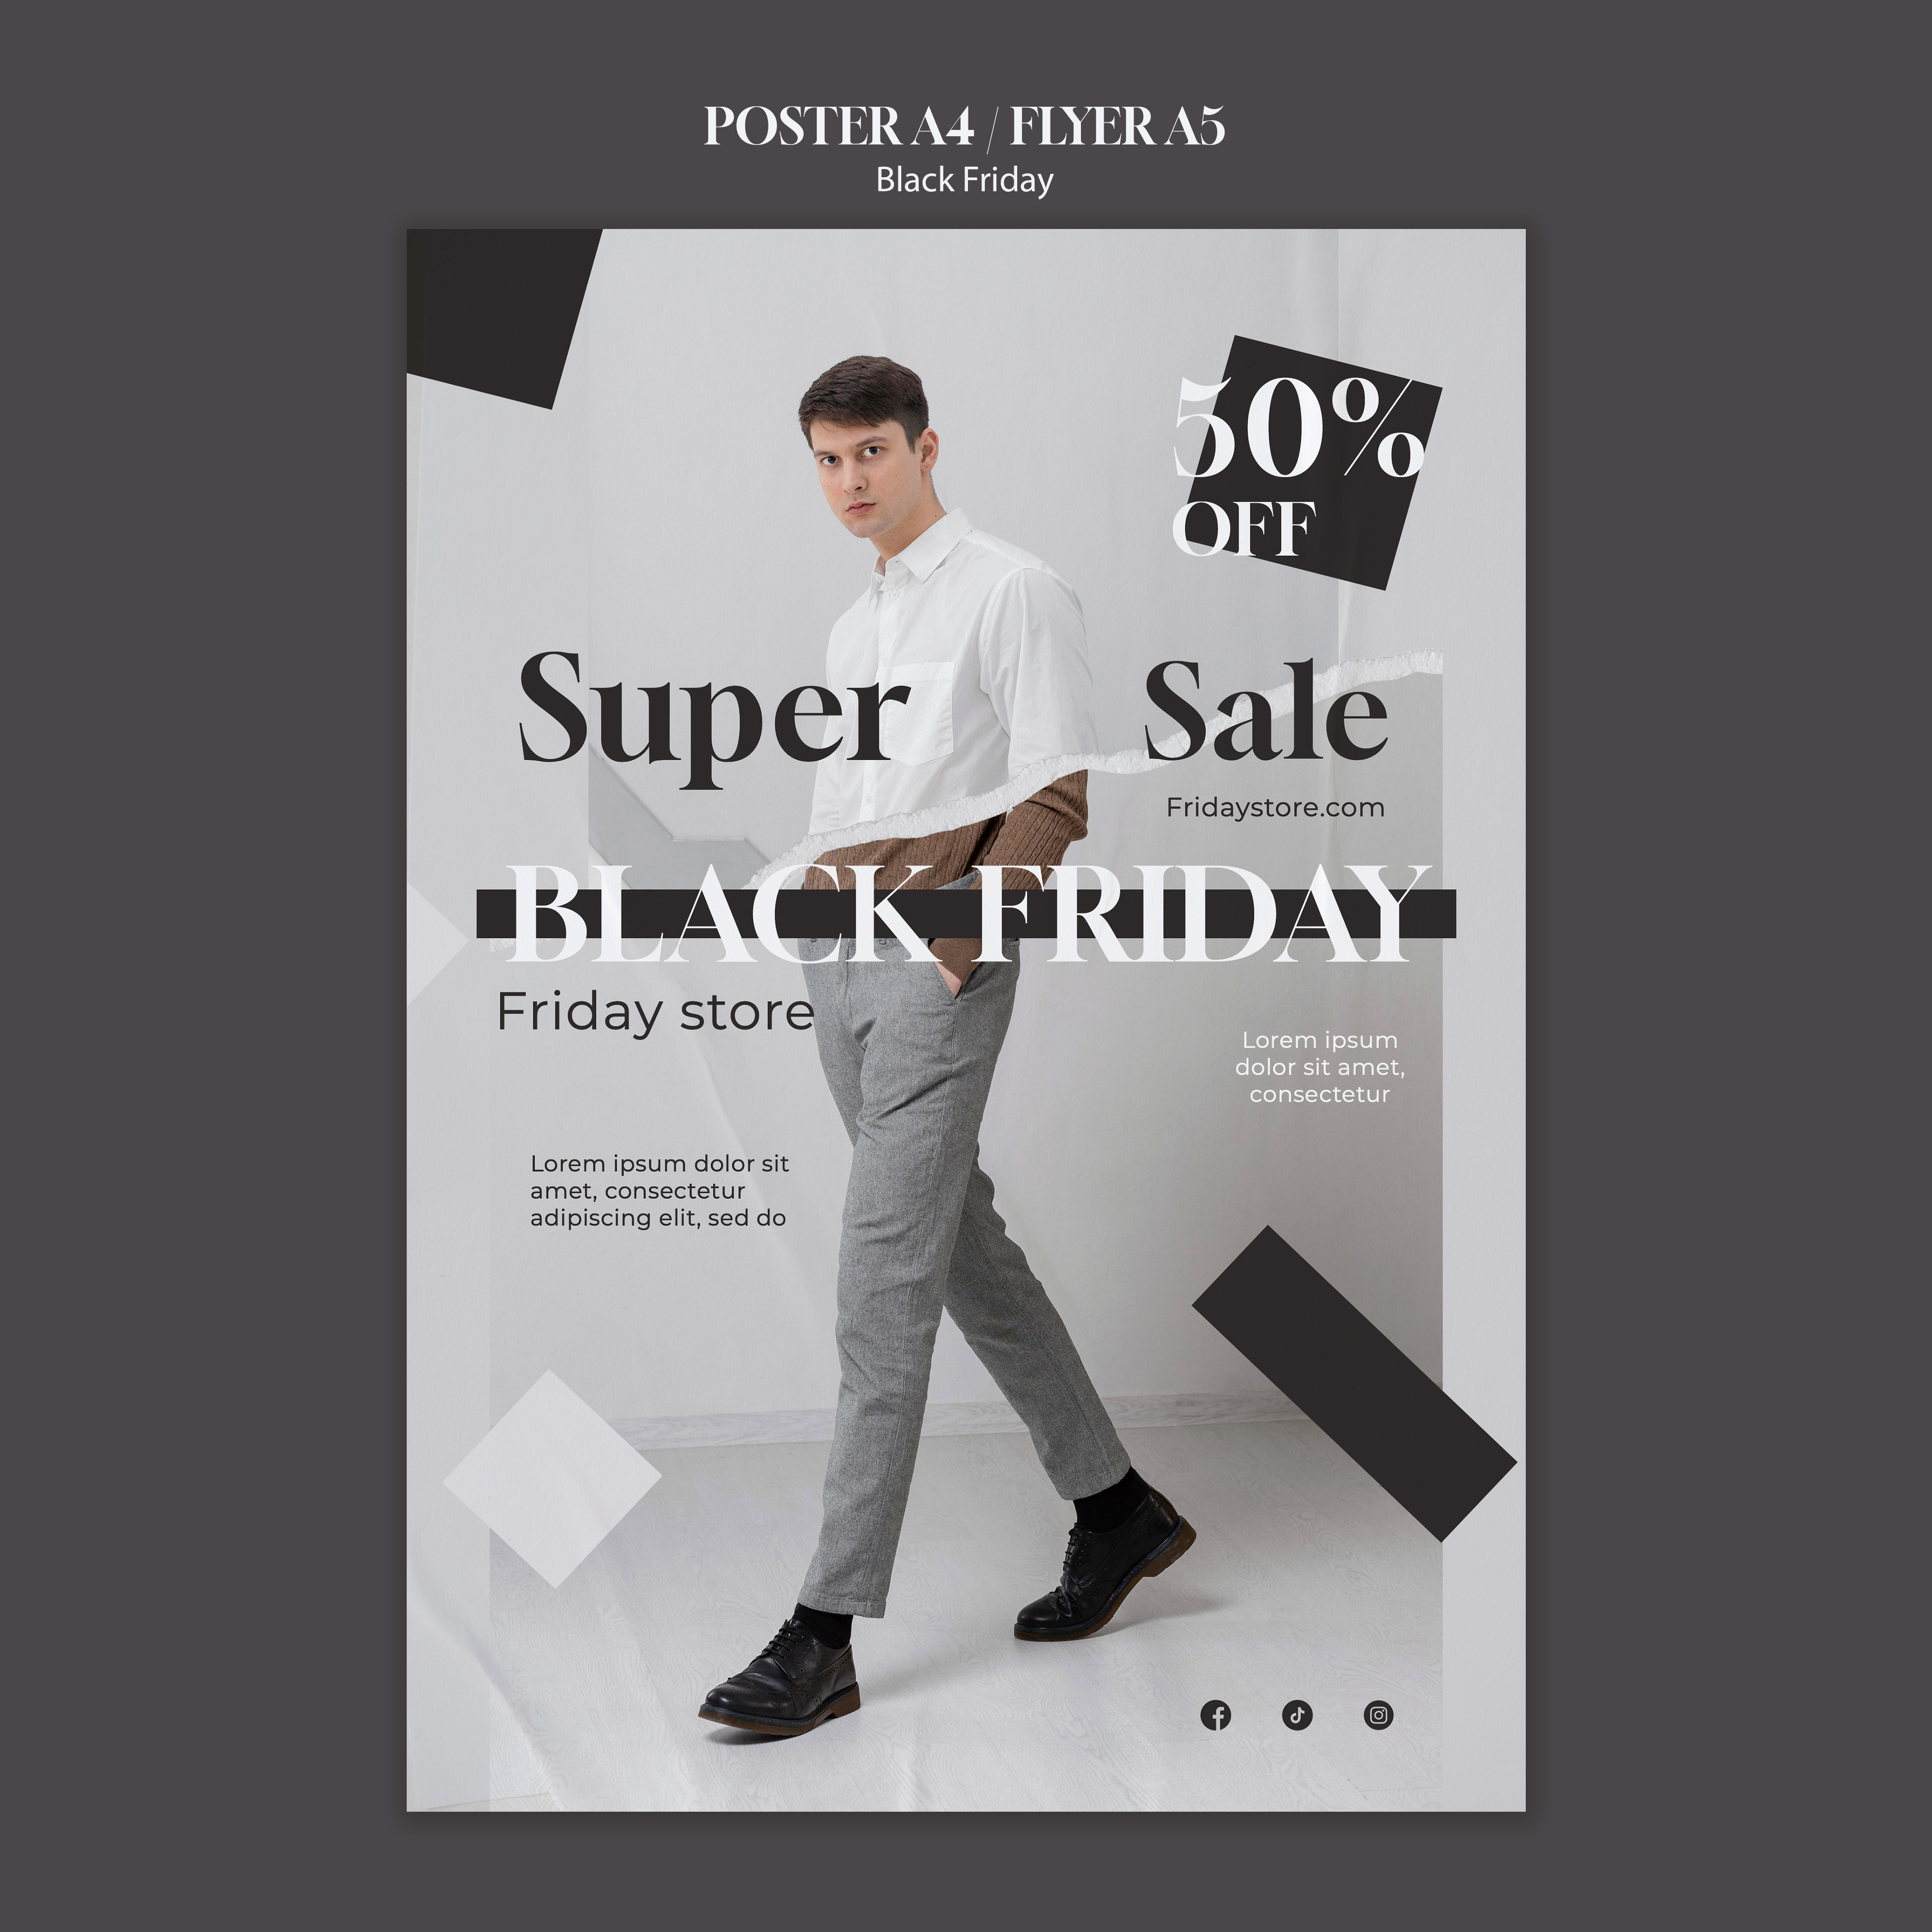 POSTER A4 / FLYER A5
Black Friday
50%
OFF
Super Sale
Fridaystore.com
BLACK FRIDAY
Friday store
Lorem ipsum
dolor sit amet,
consectetur
Lorem ipsum dolor sit
amet, consectetur
adipiscing elit, sed do